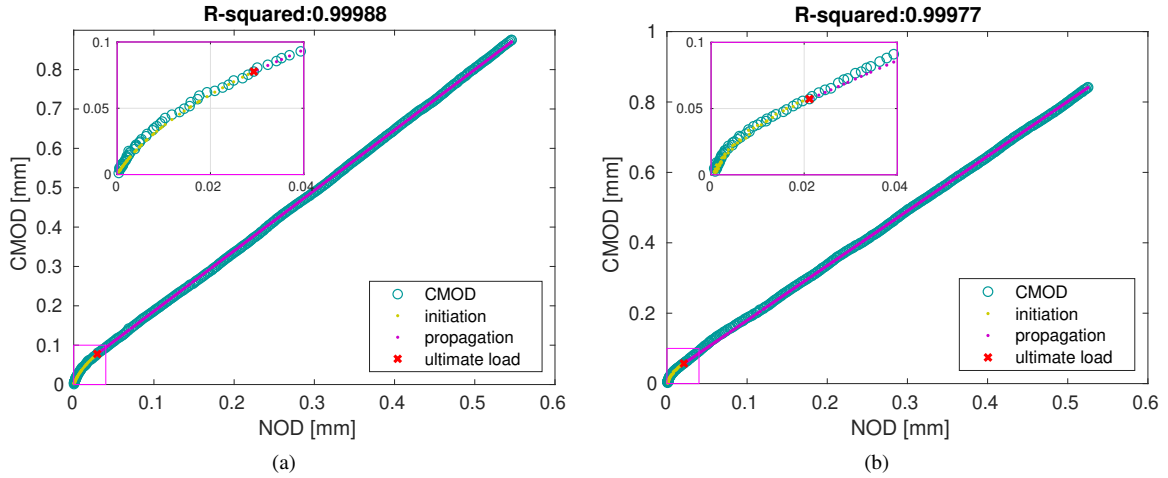 R-squared:0.99988
0.8
0.7
0.6
0.5
0.4
0.3
0.2
0.1
0
CMOD [mm]
0.1
0.05
0
0
0.02
0.04
CMOD
initiation
propagation
ultimate load
0
0.1
0.2
0.3
0.4
0.5
0.6
NOD [mm]
(a)
R-squared:0.99977
1
0.8
0.6
0.4
0.2
0
CMOD [mm]
0.1
0.05
0
0
0.02
0.04
CMOD
initiation
propagation
ultimate load
0
0.1
0.2
0.3
0.4
0.5
0.6
NOD [mm]
(b)